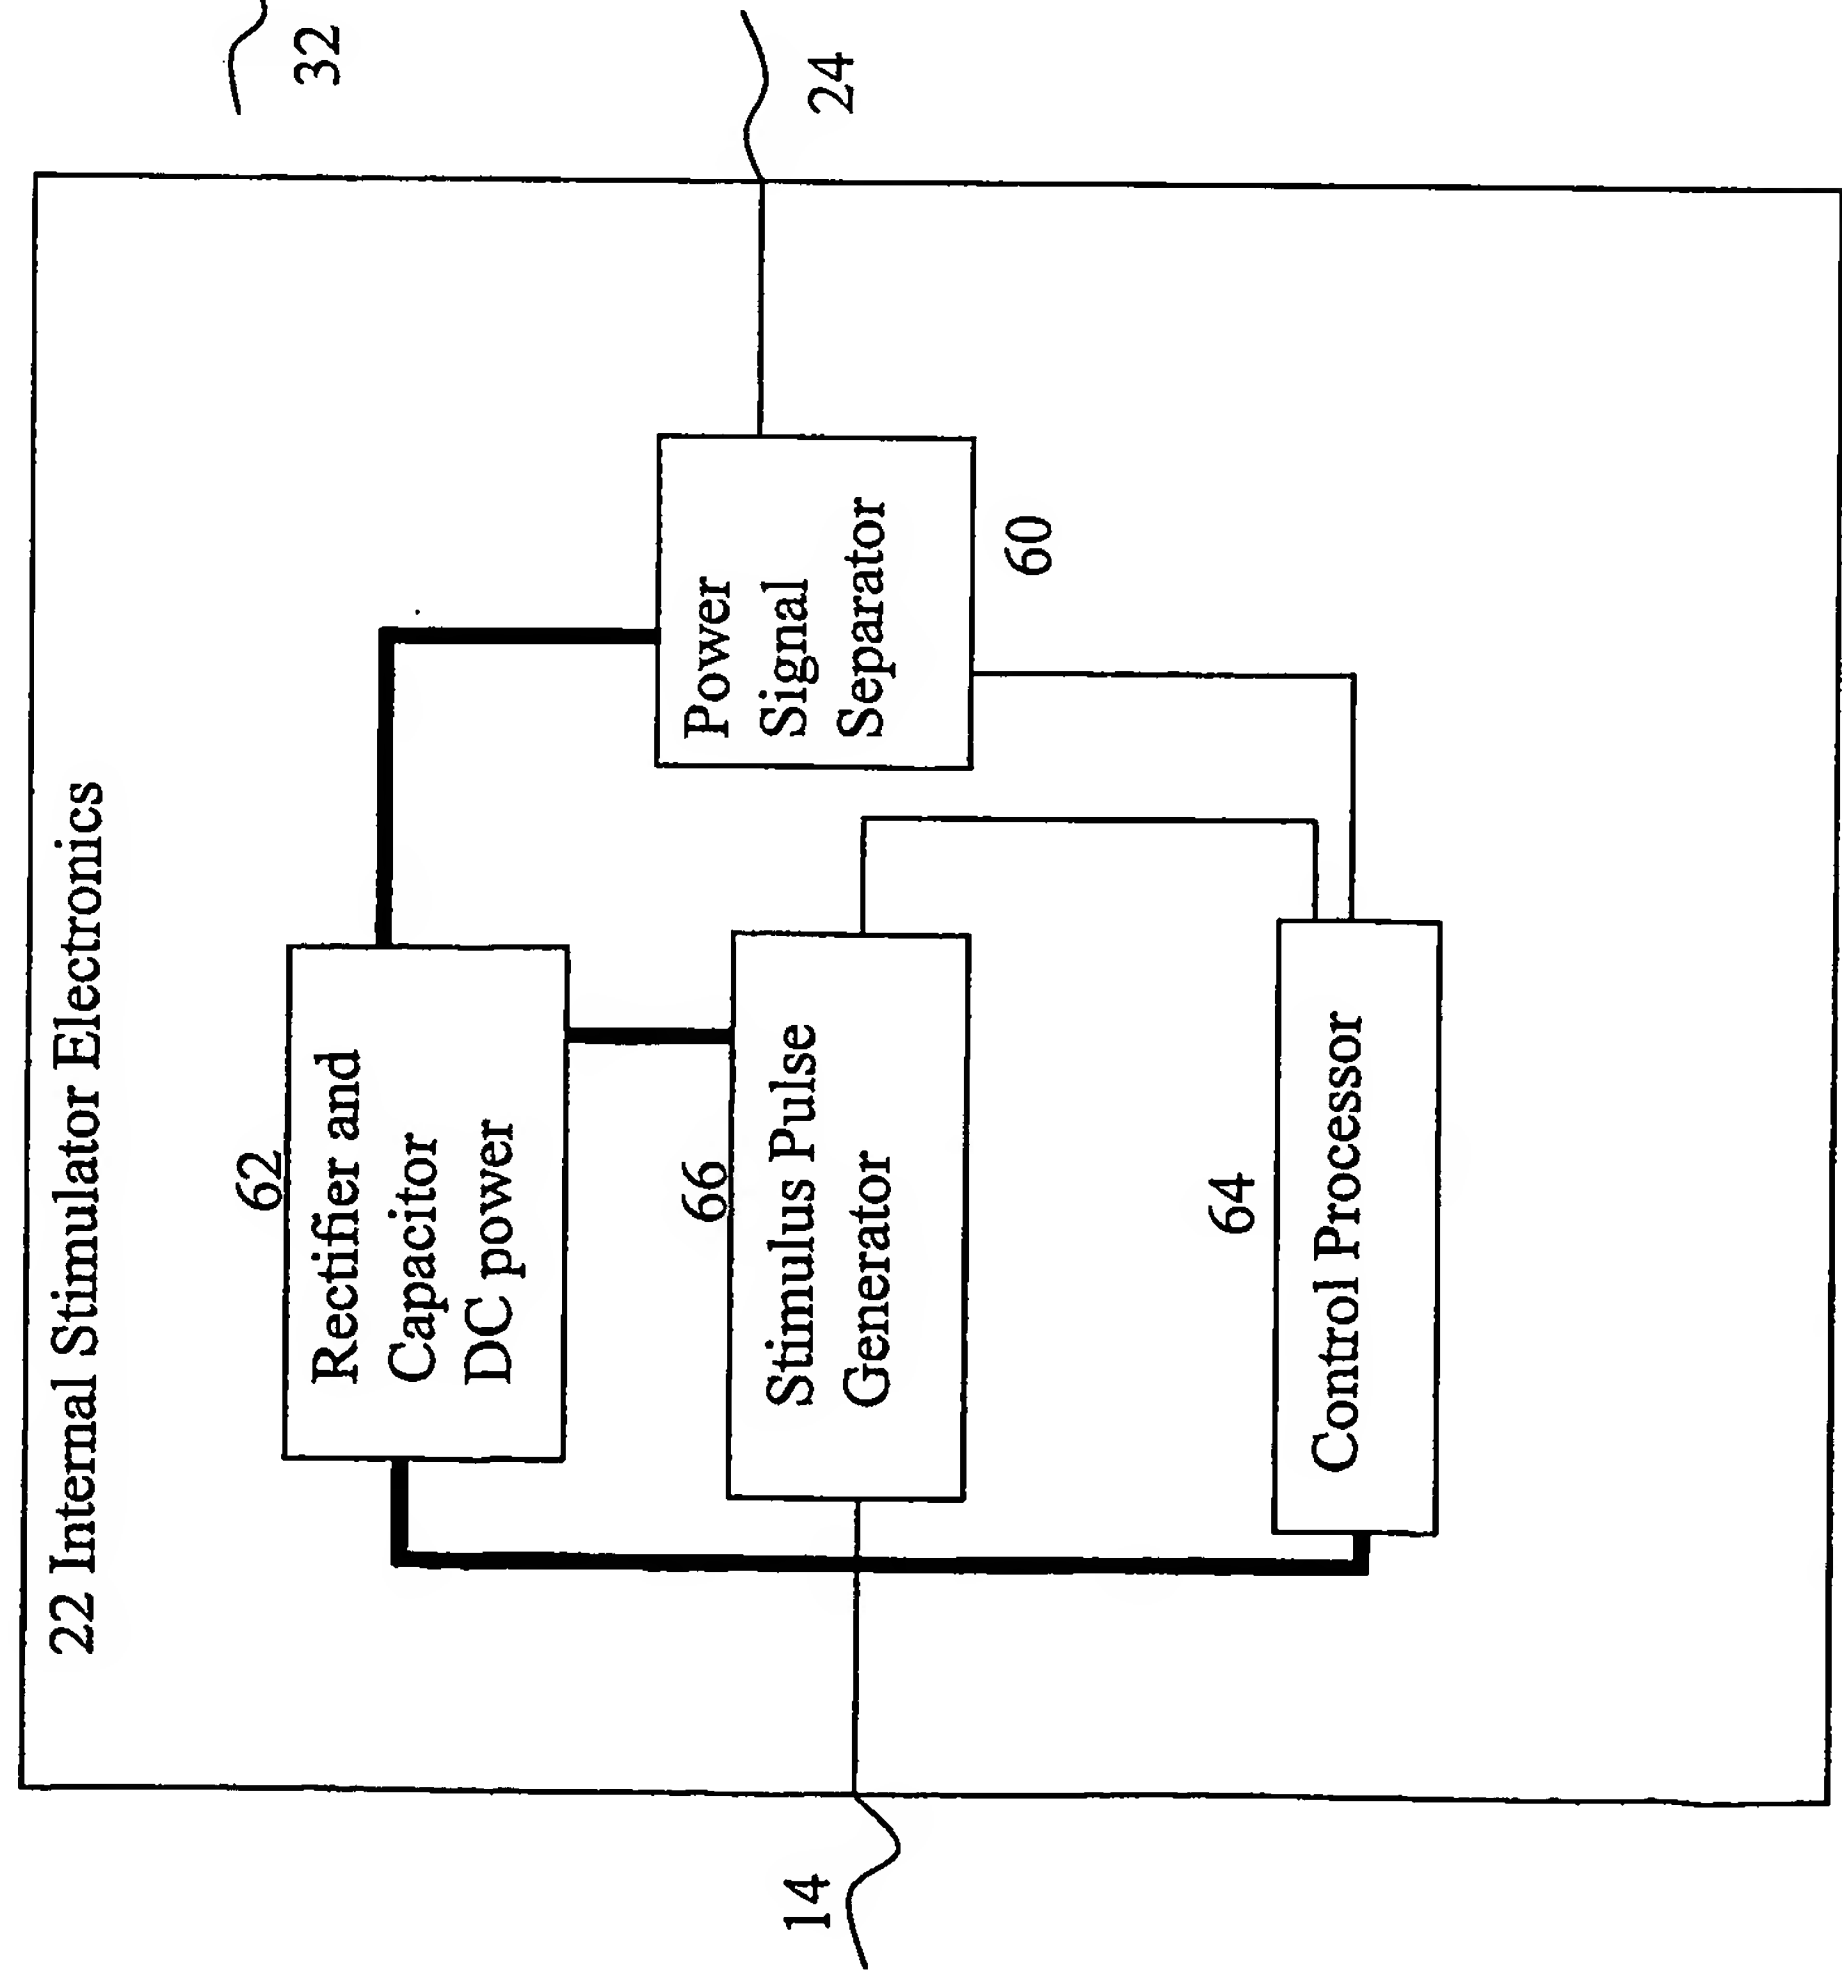 22 Internal Stimulator Electronics
62
Rectifier and
Capacitor
DC power
66
Stimulus Pulse
Generator
64
Control Processor
Power
Signal
Separator
60
14
24
32